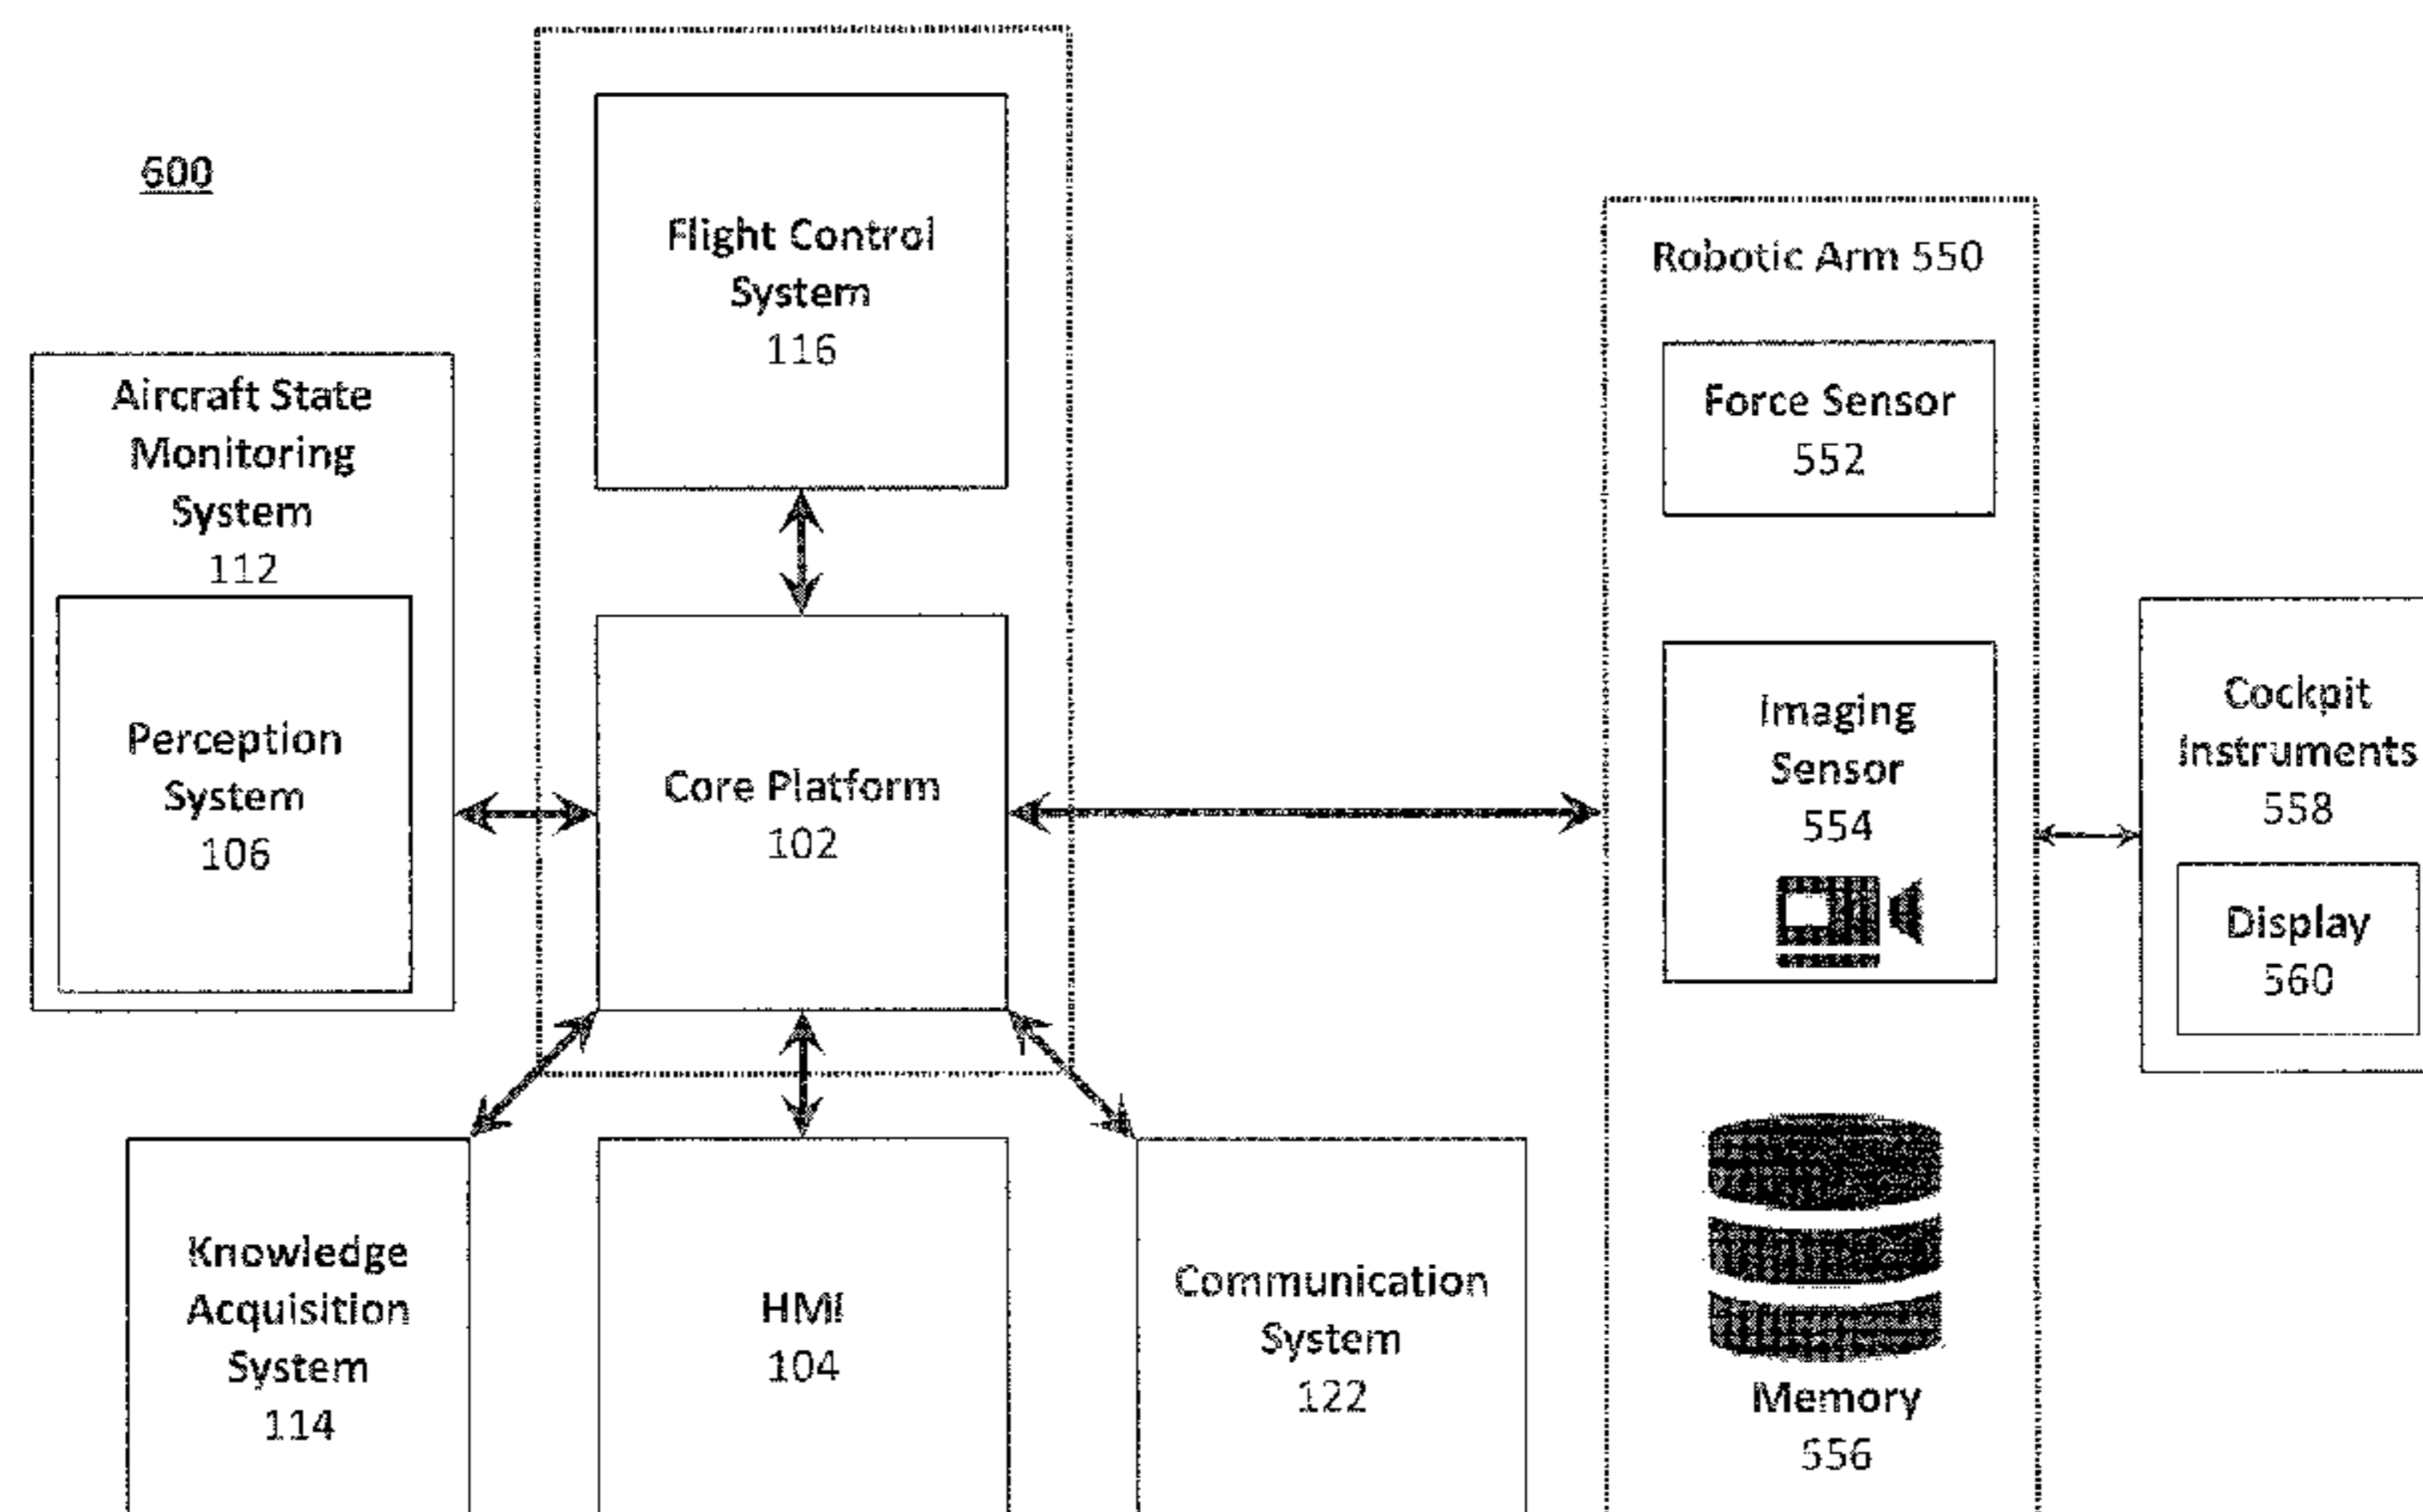 600
Flight Control
System
116
Aircraft State
Monitoring
System
112
Perception
System
106
Core Platform
102
Knowledge
Acquisition
System
114
HMI
104
Communication
System
122
Robotic Arm 550
Force Sensor
552
Imaging
Sensor
554
Memory
556
Cockpit
Instruments
558
Display
560